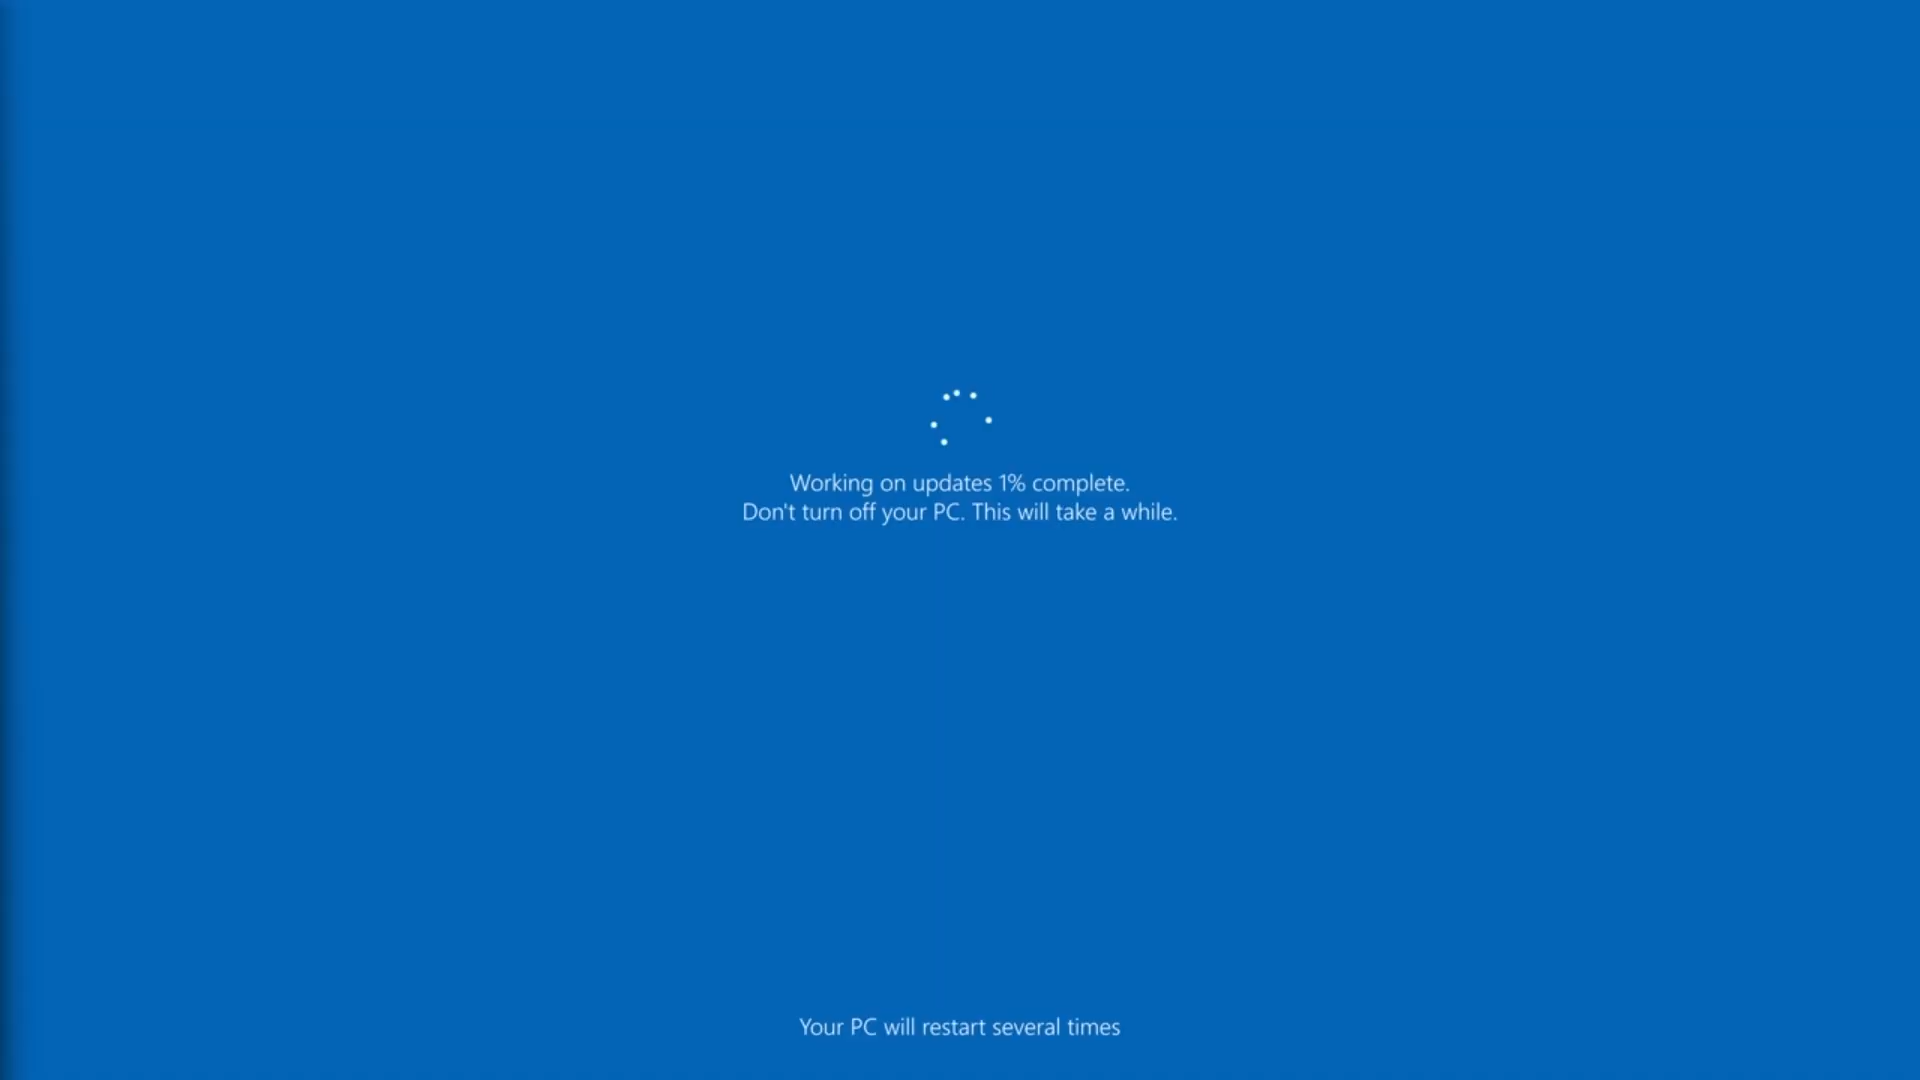 Working on updates 1% complete.
Don't turn off your PC. This will take a while.
Your PC will restart several times